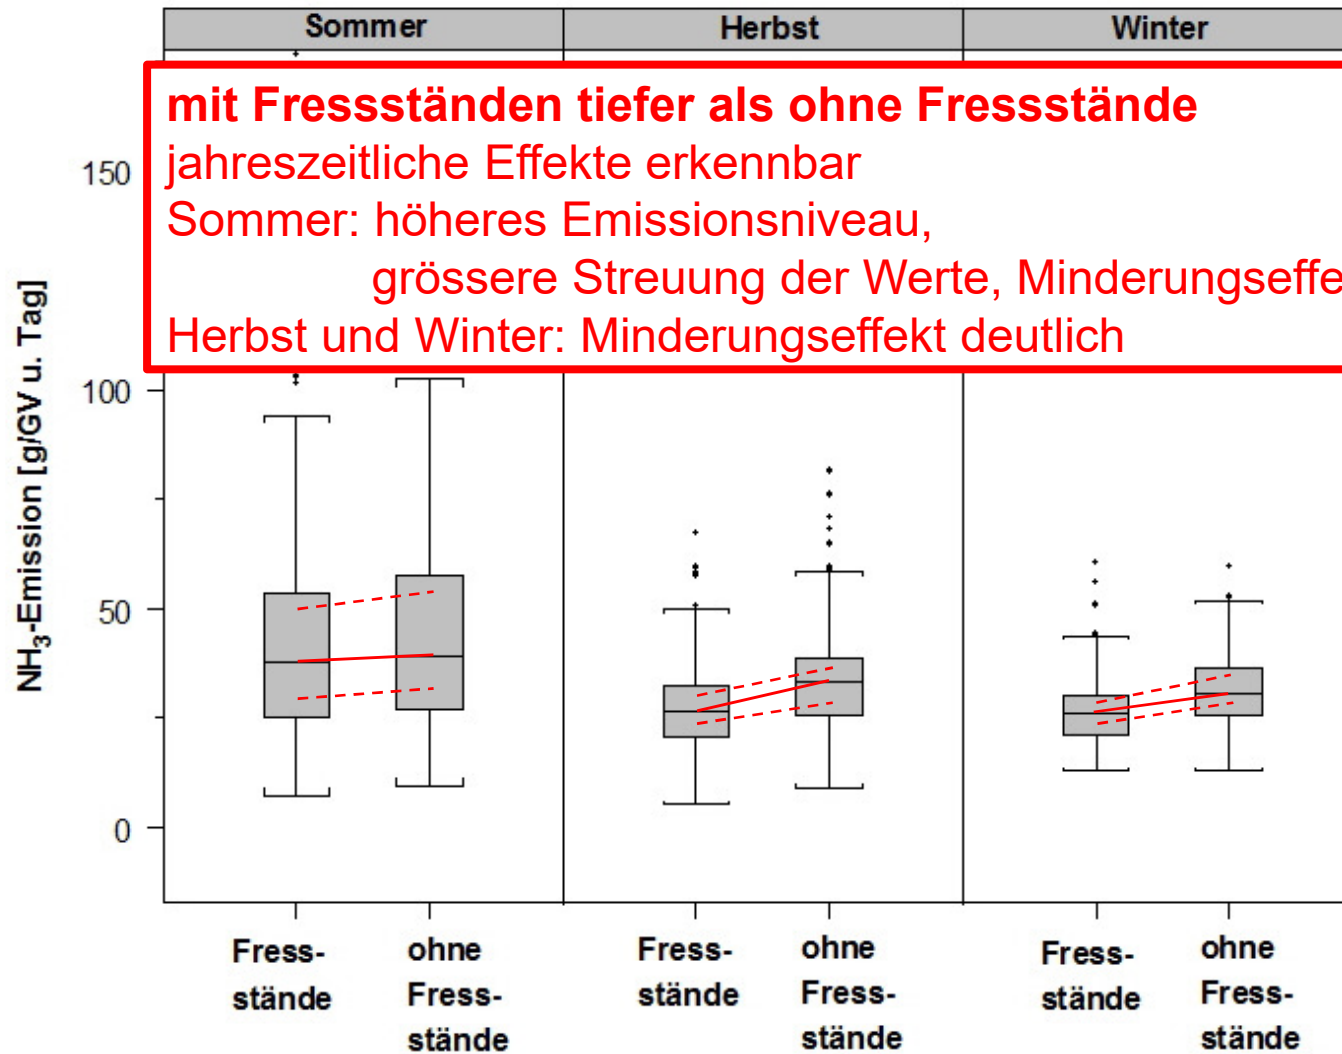 Sommer
Herbst
Winter
mit Fressständen tiefer als ohne Fressstände
jahreszeitliche Effekte erkennbar
Sommer: höheres Emissionsniveau,
grössere Streuung der Werte, Minderungseffe
Herbst und Winter: Minderungseffekt deutlich
NH₃-Emission [g/GV u. Tag]
150
100
50
0
Fress-
stände
ohne
Fress-
stände
Fress-
stände
ohne
Fress-
stände
Fress-
stände
ohne
Fress-
stände